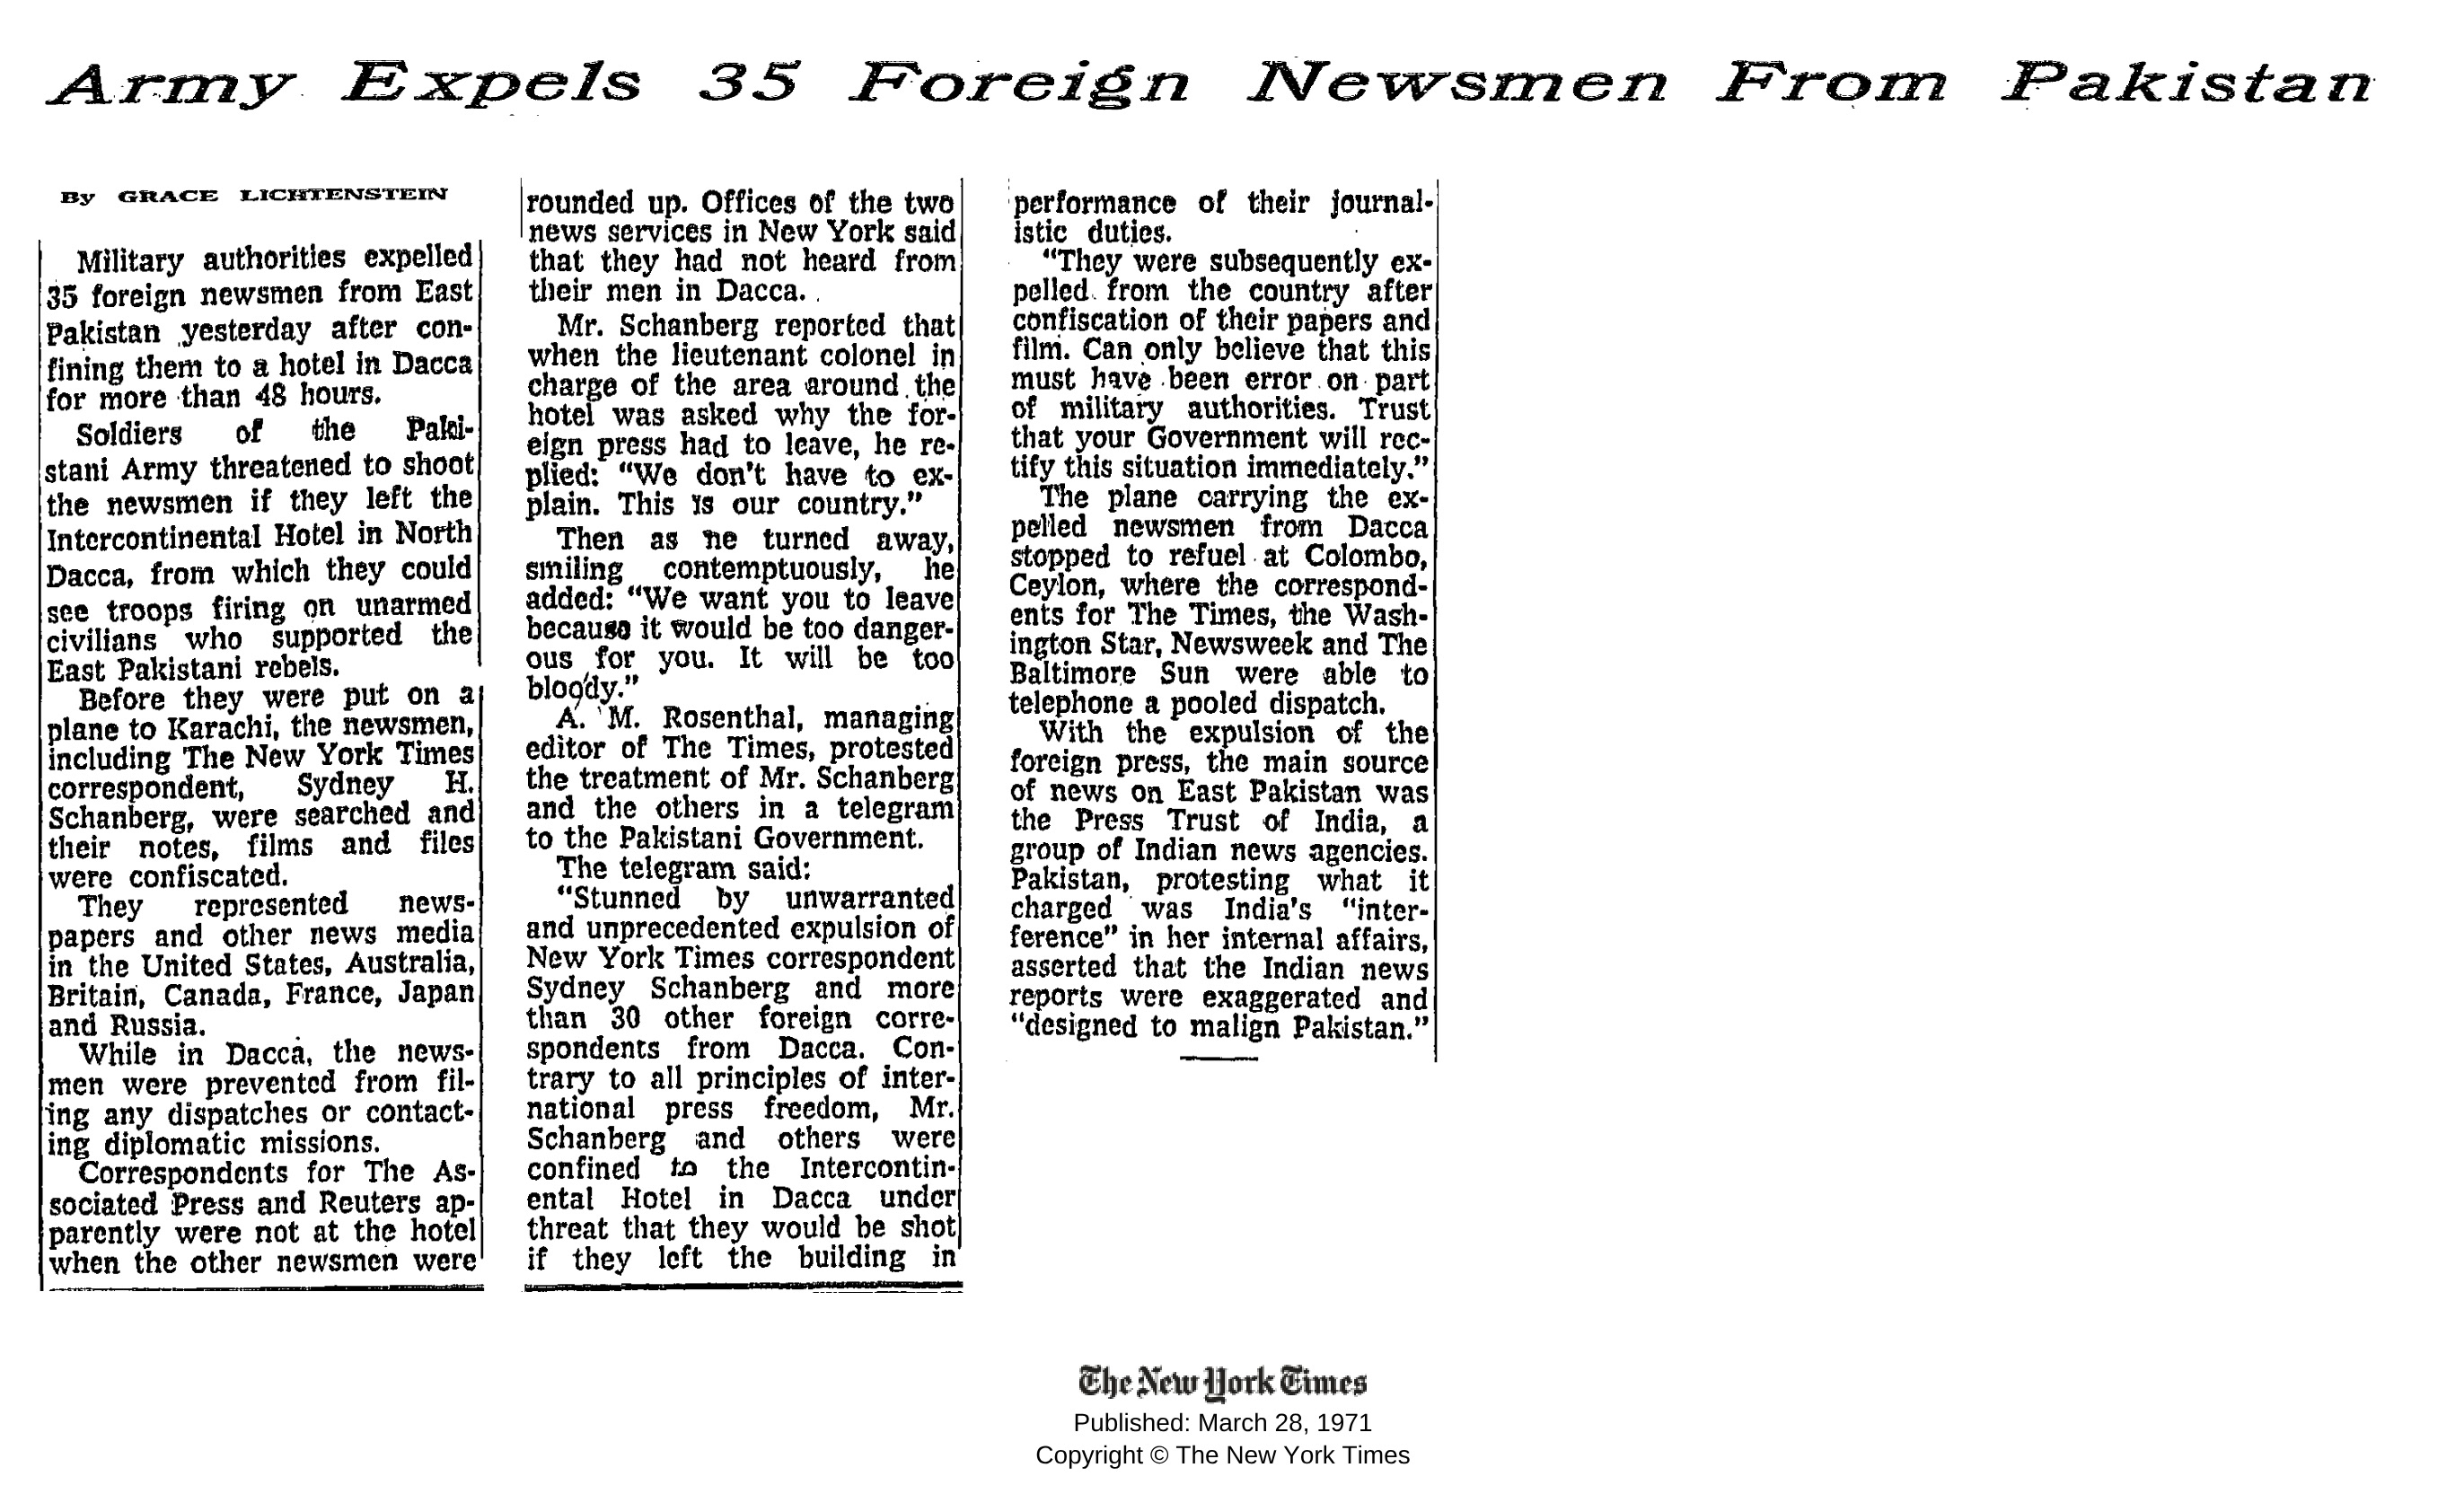 Army Expels 35 Foreign Newsmen From Pakistan
By GRACE LICHTENSTEIN
Military authorities expelled
35 foreign newsmen from East
Pakistan yesterday after con-
fining them to a hotel in Dacca
for more than 48 hours.
Soldiers of the Paki-
stani Army threatened to shoot
the newsmen if they left the
Intercontinental Hotel in North
Dacca, from which they could
see troops firing on unarmed
civilians who supported the
East Pakistani rebels.
Before they were put on a
plane to Karachi, the newsmen,
including The New York Times
correspondent, Sydney H.
Schanberg, were searched and
their notes, films and files
were confiscated.
They represented news-
papers and other news media
in the United States, Australia,
Britain, Canada, France, Japan
and Russia.
While in Dacca, the news-
men were prevented from fil-
ing any dispatches or contact-
ing diplomatic missions.
Correspondents for The As-
sociated Press and Reuters ap-
parently were not at the hotel
when the other newsmen were
rounded up. Offices of the two
news services in New York said
that they had not heard from
their men in Dacca.
Mr. Schanberg reported that
when the lieutenant colonel in
charge of the area around the
hotel was asked why the for-
eign press had to leave, he re-
plied: "We don't have to ex-
plain. This is our country."
Then as he turned away,
smiling contemptuously, he
added: "We want you to leave
because it would be too danger-
ous for you. It will be too
bloody."
A. M. Rosenthal, managing
editor of The Times, protested
the treatment of Mr. Schanberg
and the others in a telegram
to the Pakistani Government.
The telegram said:
"Stunned by unwarranted
and unprecedented expulsion of
New York Times correspondent
Sydney Schanberg and more
than 30 other foreign corre-
spondents from Dacca. Con-
trary to all principles of inter-
national press freedom, Mr.
Schanberg and others were
confined to the Intercontin-
ental Hotel in Dacca under
threat that they would be shot
if they left the building in
performance of their journal-
istic duties.
"They were subsequently ex-
pelled from the country after
confiscation of their papers and
film. Can only believe that this
must have been error on part
of military authorities. Trust
that your Government will rec-
tify this situation immediately."
The plane carrying the ex-
pelled newsmen from Dacca
stopped to refuel at Colombo,
Ceylon, where the correspond-
ents for The Times, the Wash-
ington Star, Newsweek and The
Baltimore Sun were able to
telephone a pooled dispatch.
With the expulsion of the
foreign press, the main source
of news on East Pakistan was
the Press Trust of India, a
group of Indian news agencies.
Pakistan, protesting what it
charged was India's "inter-
ference" in her internal affairs,
asserted that the Indian news
reports were exaggerated and
"designed to malign Pakistan."
The New York Times
Published: March 28, 1971
Copyright © The New York Times